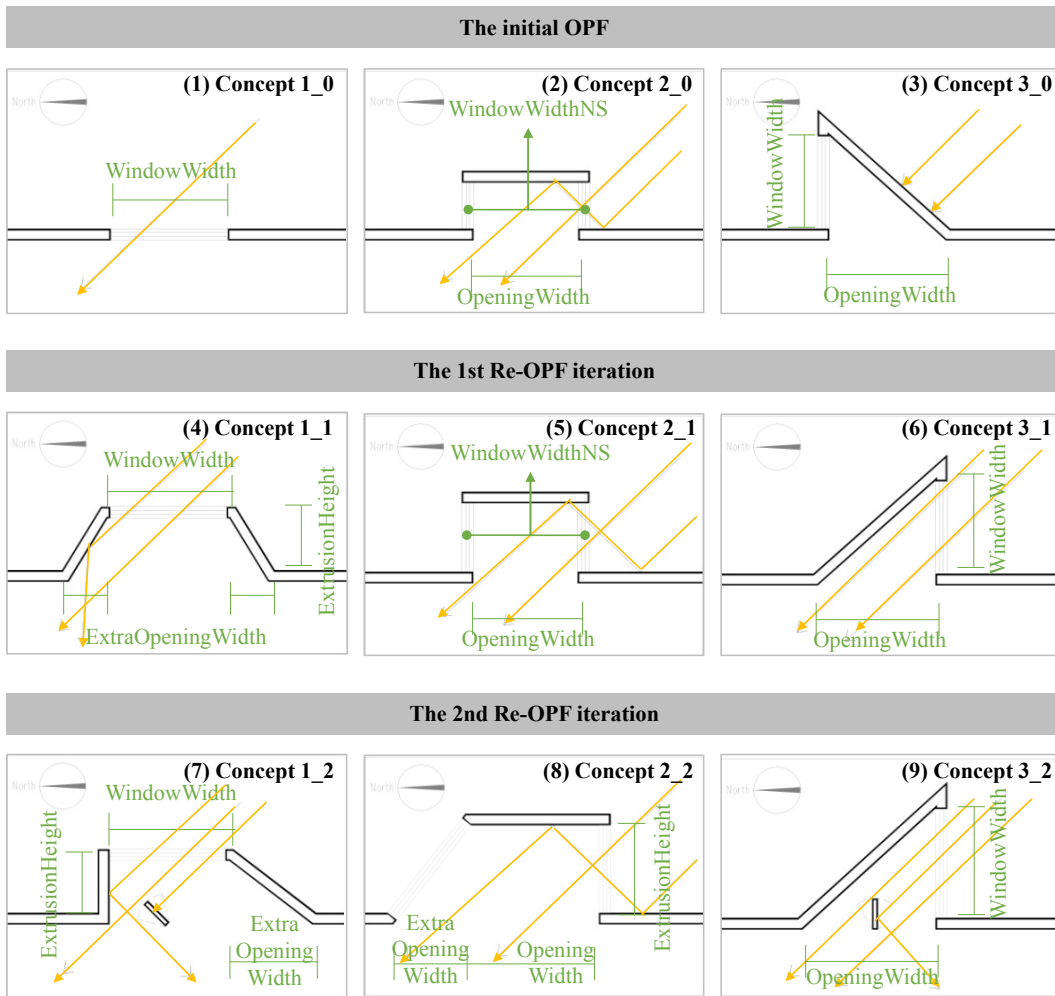 The initial OPF
North
(1) Concept 1_0
WindowWidth
North
(2) Concept 2_0
WindowWidthNS
OpeningWidth
North
(3) Concept 3_0
WindowWidth
OpeningWidth
The 1st Re-OPF iteration
North
(4) Concept 1_1
WindowWidth
ExtrusionHeight
ExtraOpeningWidth
North
(5) Concept 2_1
WindowWidthNS
OpeningWidth
North
(6) Concept 3_1
WindowWidth
OpeningWidth
The 2nd Re-OPF iteration
North
(7) Concept 1_2
WindowWidth
ExtrusionHeight
Extra
Opening
Width
North
(8) Concept 2_2
ExtrusionHeight
Extra
Opening
Width
Opening
Width
North
(9) Concept 3_2
WindowWidth
OpeningWidth